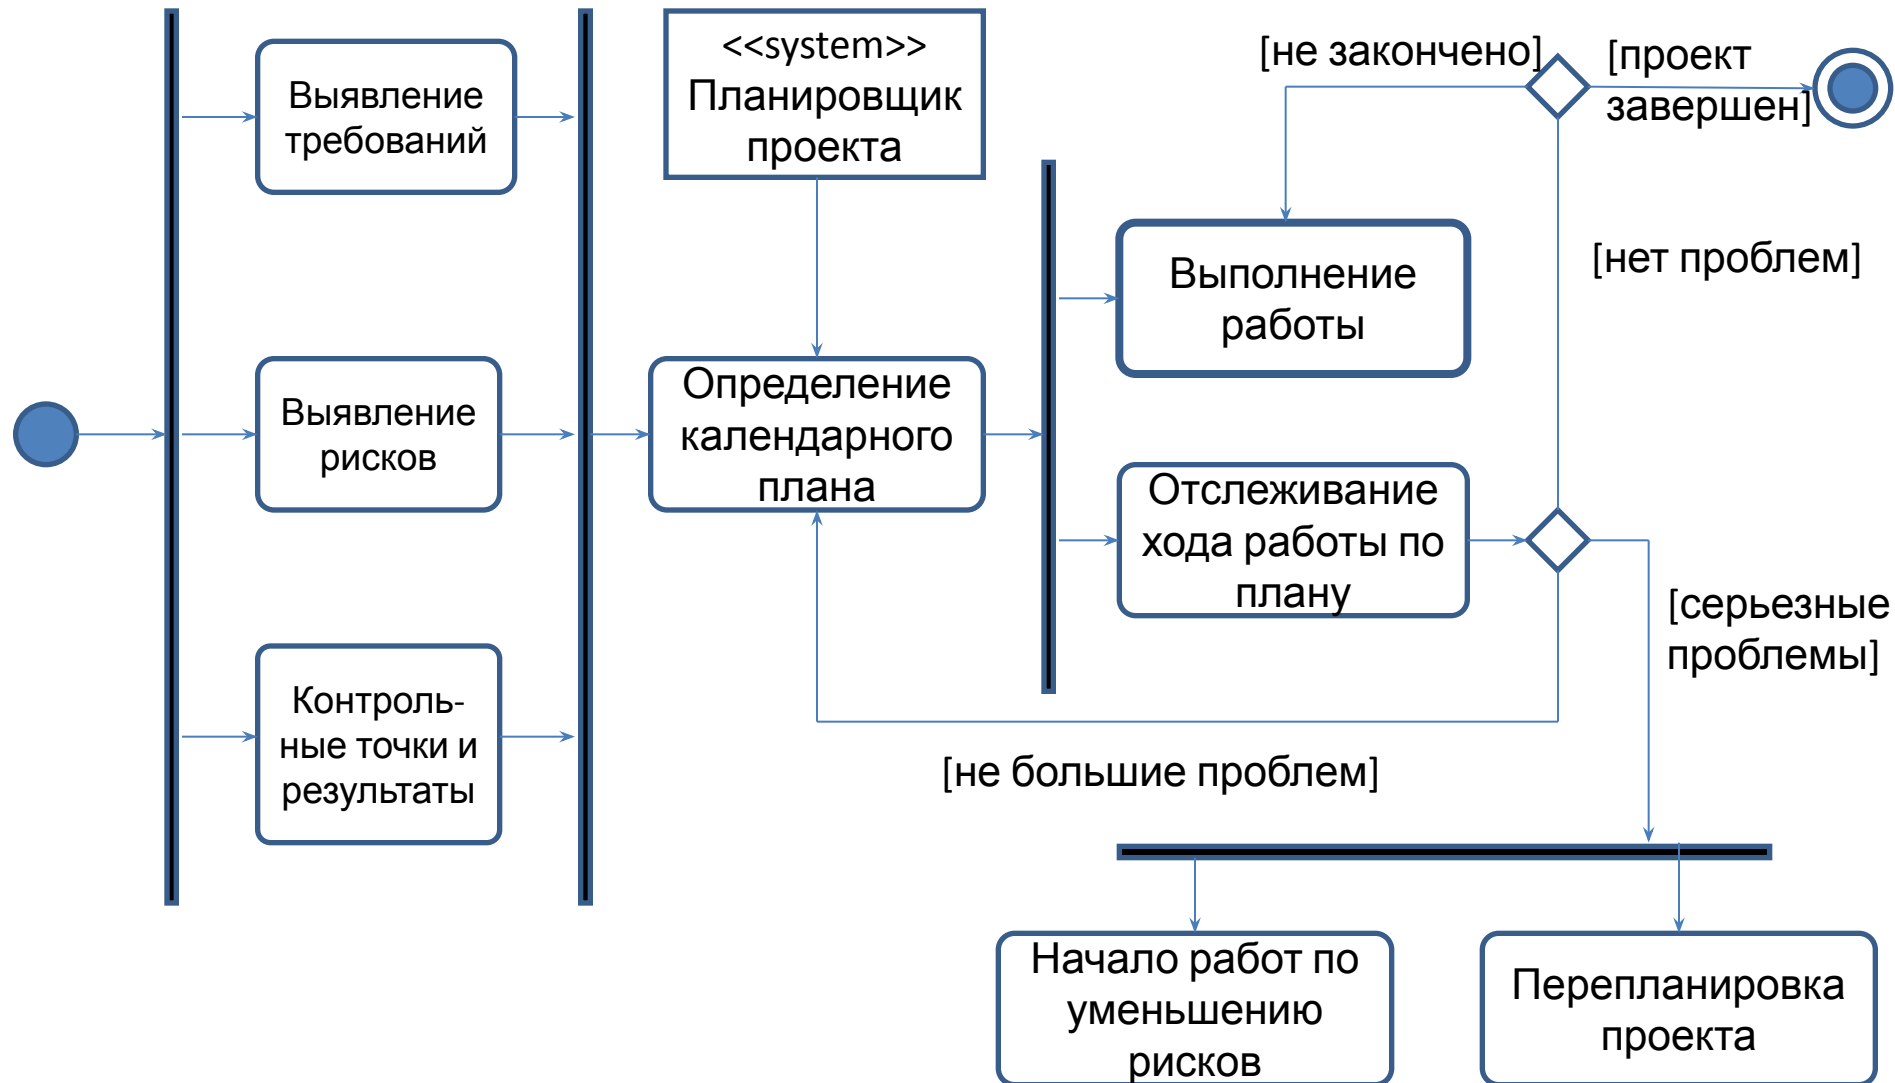 Выявление
требований
<<system>>
Планировщик
проекта
[не закончено]
[проект
завершен]
[нет проблем]
Выполнение
работы
Выявление
рисков
Определение
календарного
плана
Отслеживание
хода работы по
плану
[серьезные
проблемы]
Контроль-
ные точки и
результаты
[не большие проблем]
Начало работ по
уменьшению
рисков
Перепланировка
проекта